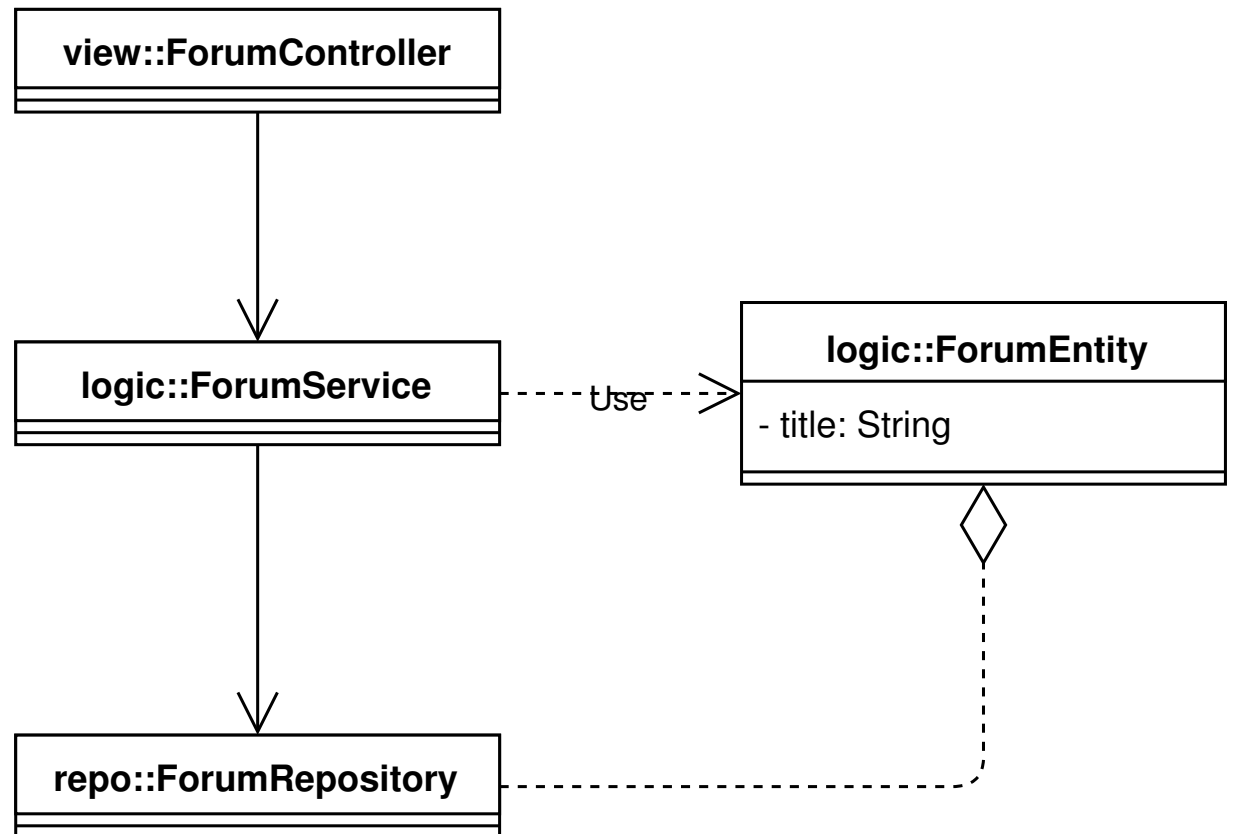 view::ForumController
logic::ForumService
Use
logic::ForumEntity
- title: String
repo::ForumRepository